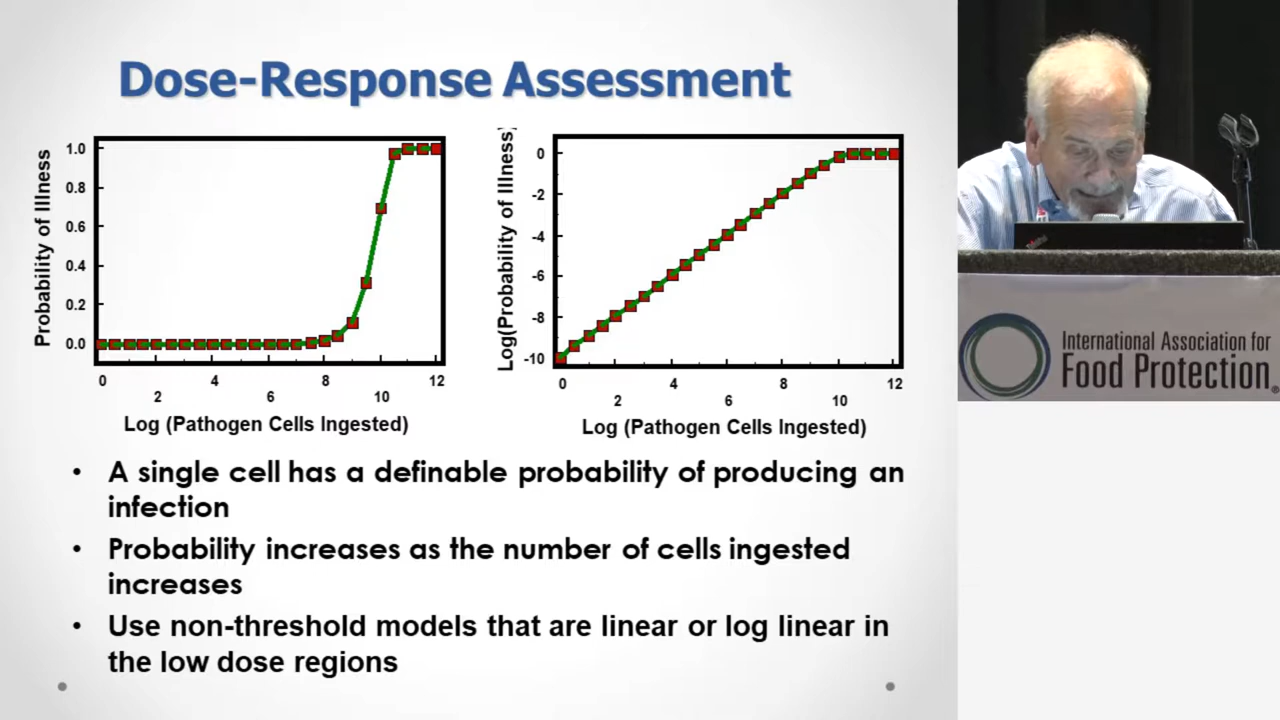 Dose-Response Assessment
Probability of Illness
1.0
0.8
0.6
0.4
0.2
0.0
0 2 4 6 8 10 12
Log (Pathogen Cells Ingested)
Log(Probability of Illness)
0
-2
-4
-6
-8
-10
0 2 4 6 8 10 12
Log (Pathogen Cells Ingested)
• A single cell has a definable probability of producing an
infection
• Probability increases as the number of cells ingested
increases
• Use non-threshold models that are linear or log linear in
the low dose regions
International Association for
Food Protection®